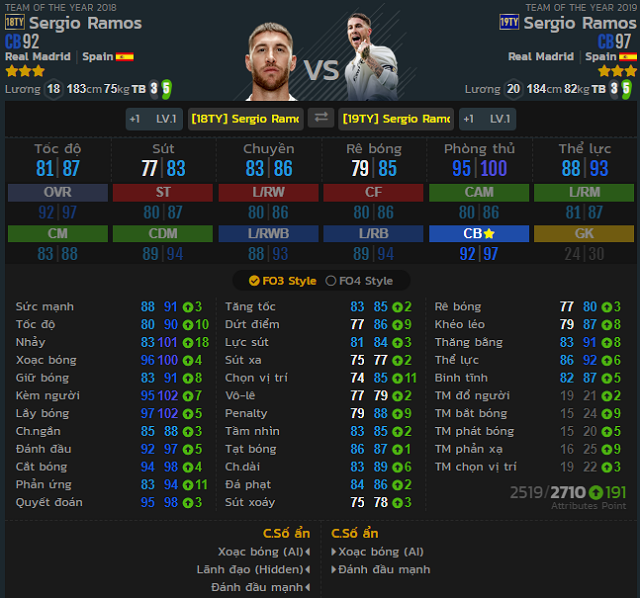 TEAM OF THE YEAR 2018 TEAM OF THE YEAR 2019
18TY Sergio Ramos 19TY Sergio Ramos
CB92 CB97
Real Madrid Spain Real Madrid Spain
VS
Lương 18 183cm 75kg TB 3 5 Lương 20 184cm 82kg TB 3 5
+1 LV.1 [18TY] Sergio Ramo [19TY] Sergio Ramo +1 LV.1
Tốc độ Sút Chuyền Rê bóng Phòng thủ Thể lực
81|87 77|83 83|86 79|85 95|100 88|93
OVR ST L/RW CF CAM L/RM
92|97 80|87 80|86 80|86 80|86 81|87
CM CDM L/RWB L/RB CB GK
83|88 89|94 88|93 89|94 92|97 24|30
FO3 Style FO4 Style
Sức mạnh 88 91 3 Tăng tốc 83 85 2 Rê bóng 77 80 3
Tốc độ 80 90 10 Dứt điểm 77 86 9 Khéo léo 79 87 8
Nhảy 83 101 18 Lực sút 81 84 3 Thăng bằng 83 91 8
Xoạc bóng 96 100 4 Sút xa 75 77 2 Thể lực 86 92 6
Giữ bóng 83 91 8 Chọn vị trí 74 85 11 Bình tĩnh 82 87 5
Kèm người 95 102 7 Vô-lê 77 79 2 TM đổ người 19 21 2
Lấy bóng 97 102 5 Penalty 79 88 9 TM bắt bóng 15 24 9
Ch.ngắn 85 88 3 Tầm nhìn 83 85 2 TM phát bóng 15 20 5
Đánh đầu 92 97 5 Tạt bóng 86 87 1 TM phản xạ 16 25 9
Cắt bóng 94 98 4 Ch.dài 83 89 6 TM chọn vị trí 19 22 3
Phản ứng 83 94 11 Đá phạt 84 86 2 2519/2710 191
Quyết đoán 95 98 3 Sút xoáy 75 78 3 Attributes Point
C.Số ẩn C.Số ẩn
Xoạc bóng (AI) Xoạc bóng (AI)
Lãnh đạo (Hidden) Đánh đầu mạnh
Đánh đầu mạnh